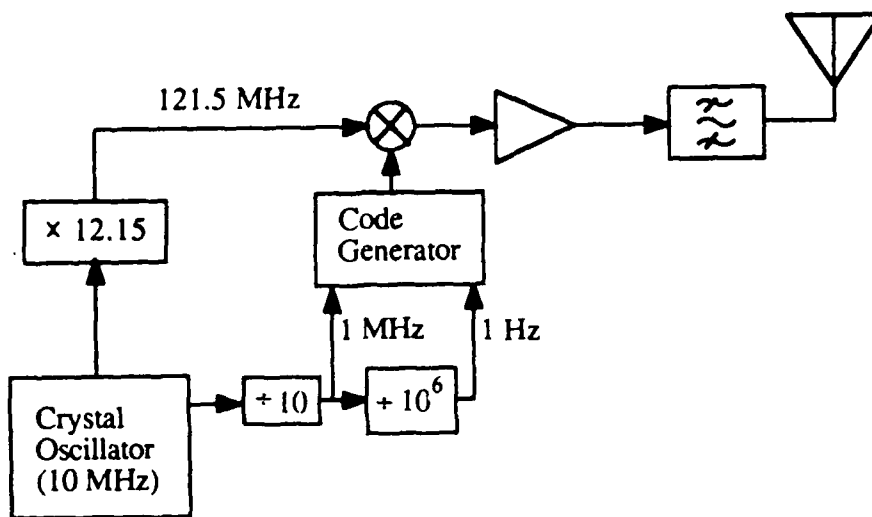 121.5 MHz
× 12.15
Code
Generator
1 MHz
1 Hz
Crystal
Oscillator
(10 MHz)
÷ 10
÷ 10⁶